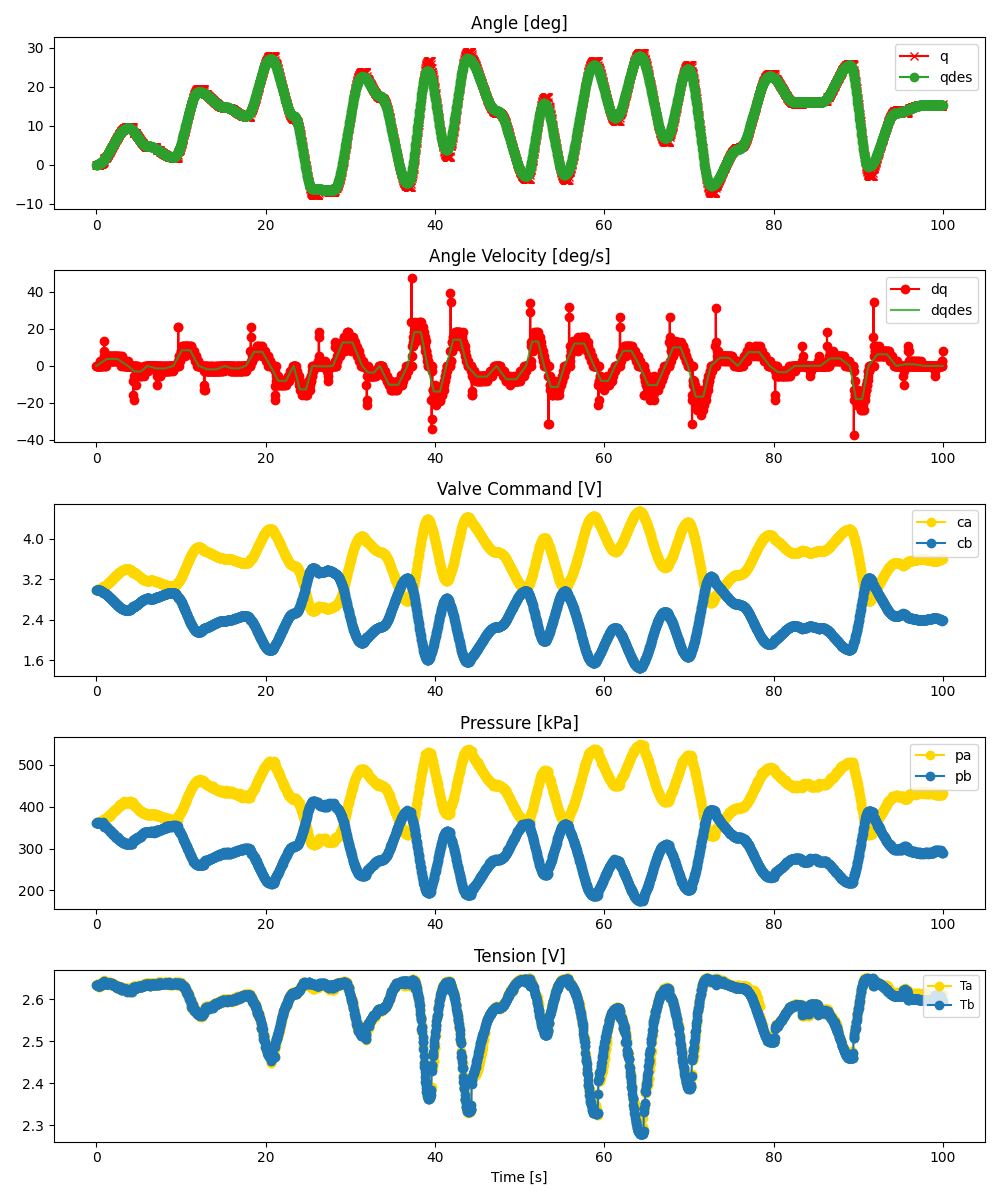 Angle [deg]
30
20
10
0
−10
q
qdes
0 20 40 60 80 100
Angle Velocity [deg/s]
40
20
0
−20
−40
dq
dqdes
0 20 40 60 80 100
Valve Command [V]
4.0
3.2
2.4
1.6
ca
cb
0 20 40 60 80 100
Pressure [kPa]
500
400
300
200
pa
pb
0 20 40 60 80 100
Tension [V]
2.6
2.5
2.4
2.3
Ta
Tb
0 20 40 60 80 100
Time [s]